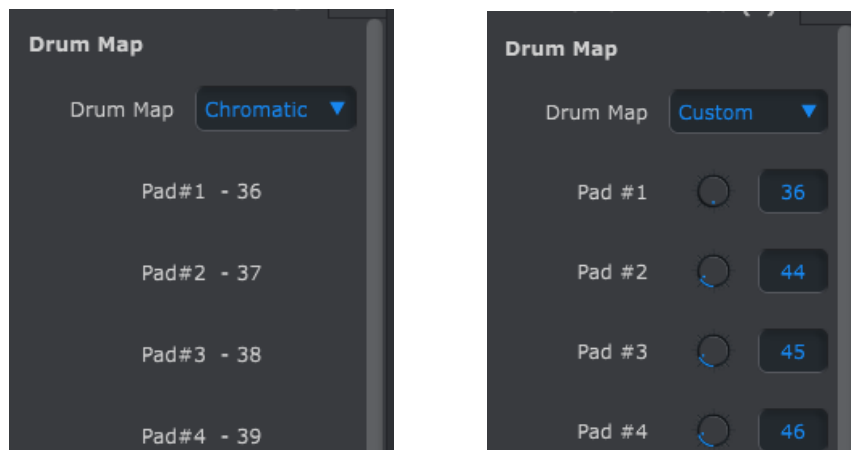 Drum Map
Drum Map Chromatic
Pad#1 - 36
Pad#2 - 37
Pad#3 - 38
Pad#4 - 39
Drum Map
Drum Map Custom
Pad #1 36
Pad #2 44
Pad #3 45
Pad #4 46